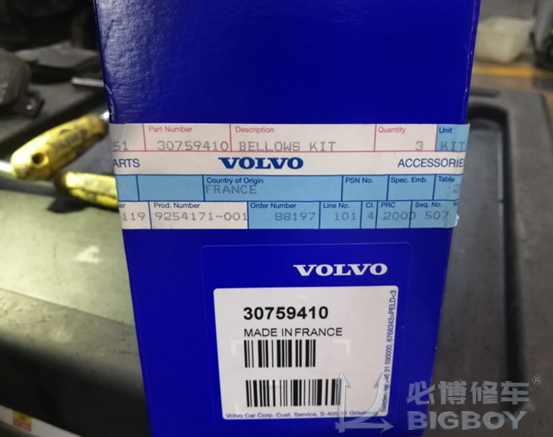 Part Number Description Quantity Unit
51 30759410 BELLOWS KIT 3 KIT
ARTS VOLVO ACCESSORIE
Country of Origin PSN No. Spec. Emb. Table
FRANCE 2
Prod. Number Order Number Line No. Cl. PRC Seq. No.
119 9254171-001 88197 101 4 2000 507
VOLVO
30759410
MADE IN FRANCE
Volvo Car Corp. Cust. Service, S-405
必博修车®
BIGBOY